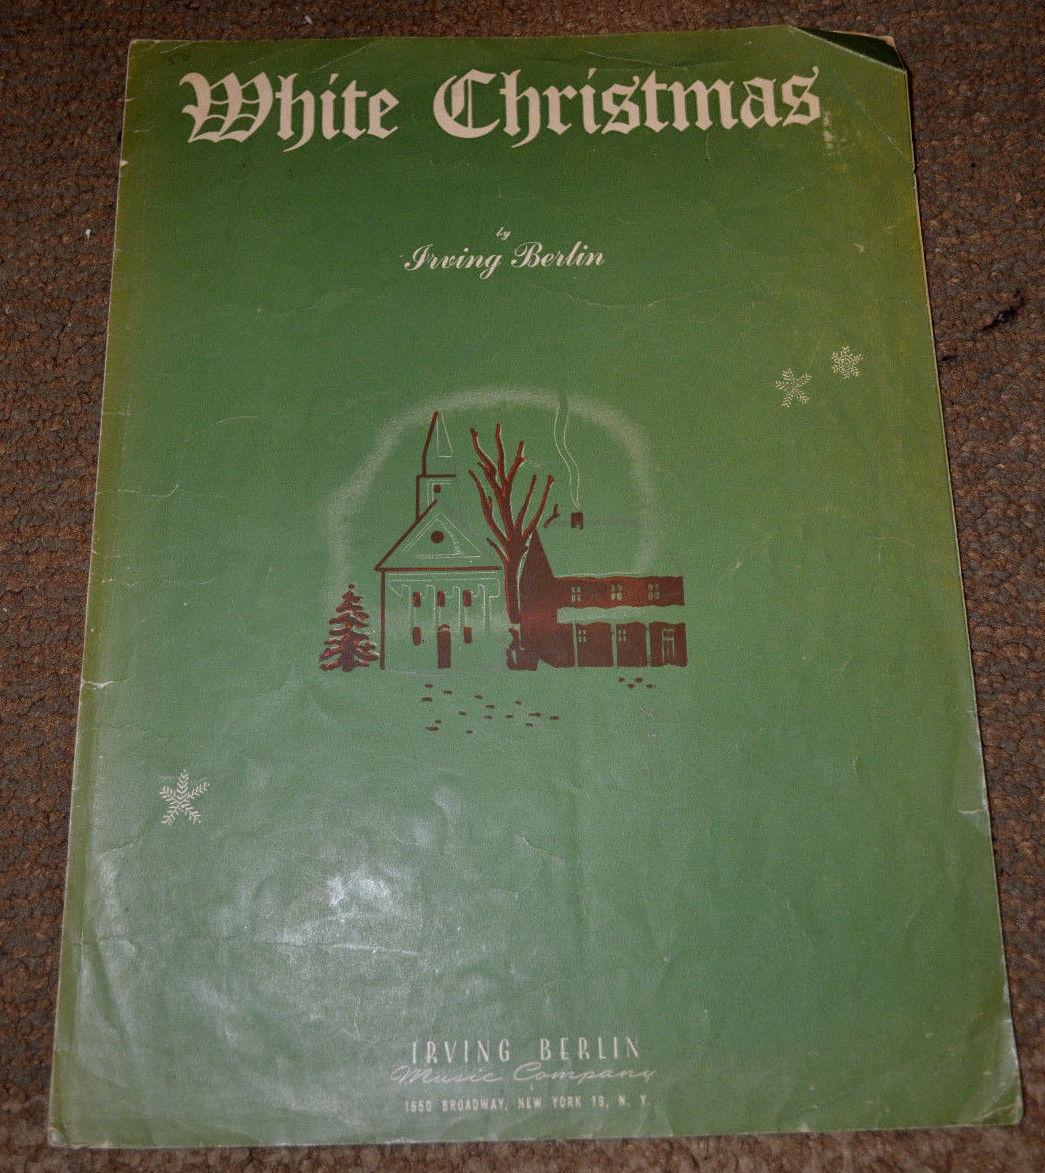 White Christmas
by
Irving Berlin
IRVING BERLIN
Music Company
1650 BROADWAY, NEW YORK 19, N. Y.